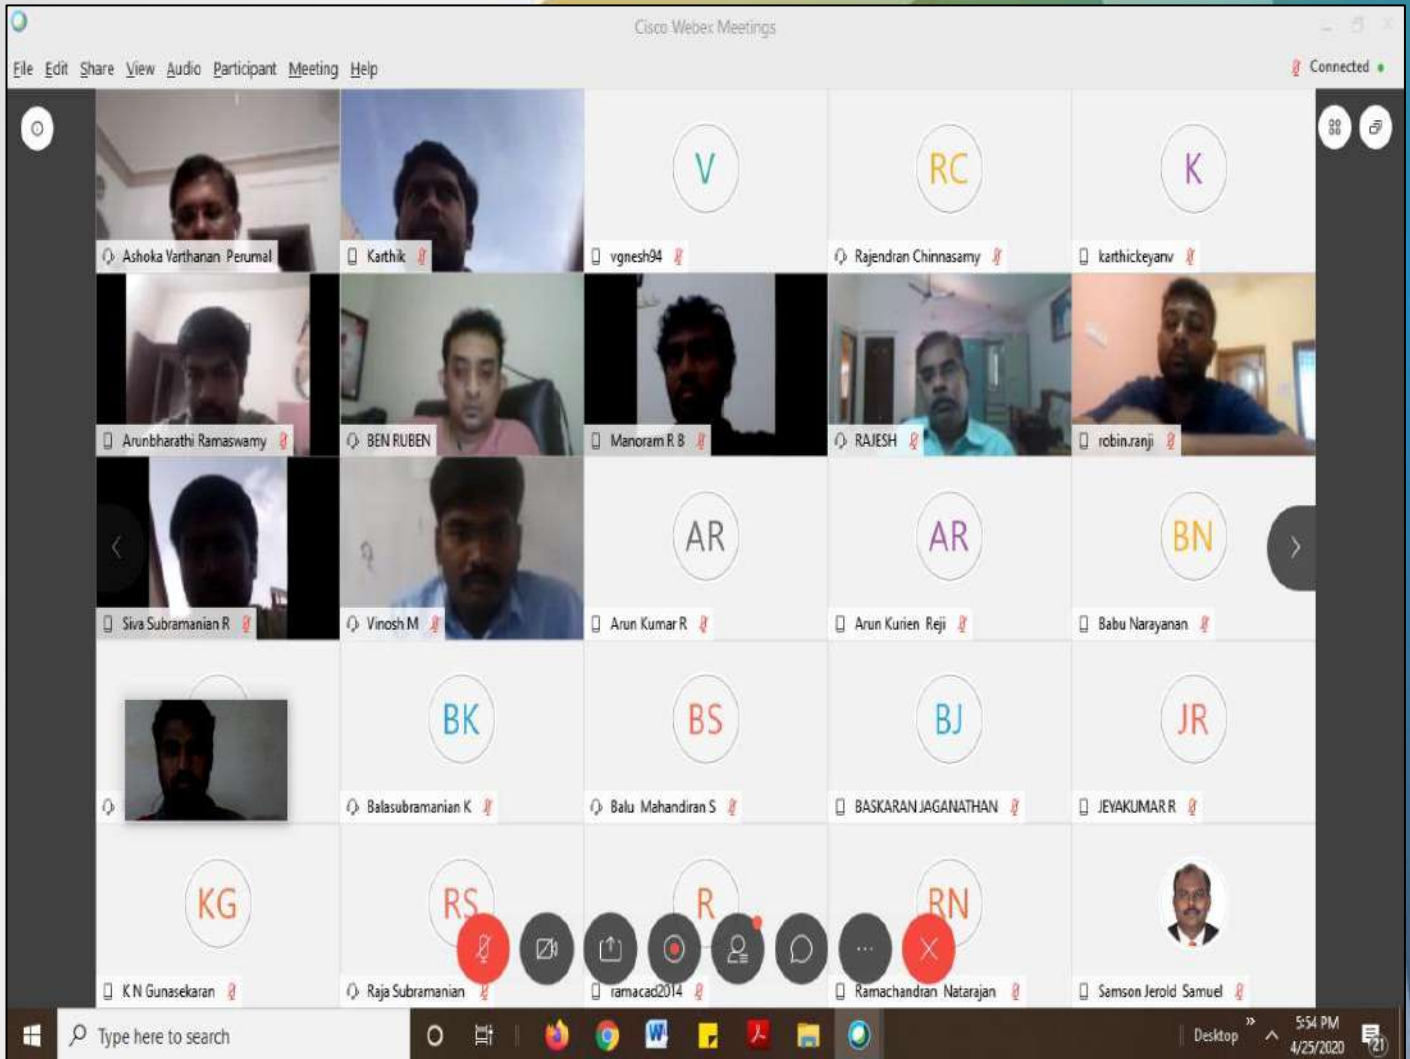 Cisco Webex Meetings
File Edit Share View Audio Participant Meeting Help
Connected
V RC K
Ashoka Varthanan Perumal Karthik vgnesh94 Rajendran Chinnasamy karthickeyanv
Arunbharathi Ramaswamy BEN RUBEN Manoram R B RAJESH robin.ranji
AR AR BN
Siva Subramanian R Vinosh M Arun Kumar R Arun Kurien Reji Babu Narayanan
BK BS BJ JR
Balasubramanian K Balu Mahandiran S BASKARAN JAGANATHAN JEYAKUMAR R
KG RS R RN
K N Gunasekaran Raja Subramanian ramacad2014 Ramachandran Natarajan Samson Jerold Samuel
Type here to search
Desktop
5:54 PM
4/25/2020
21